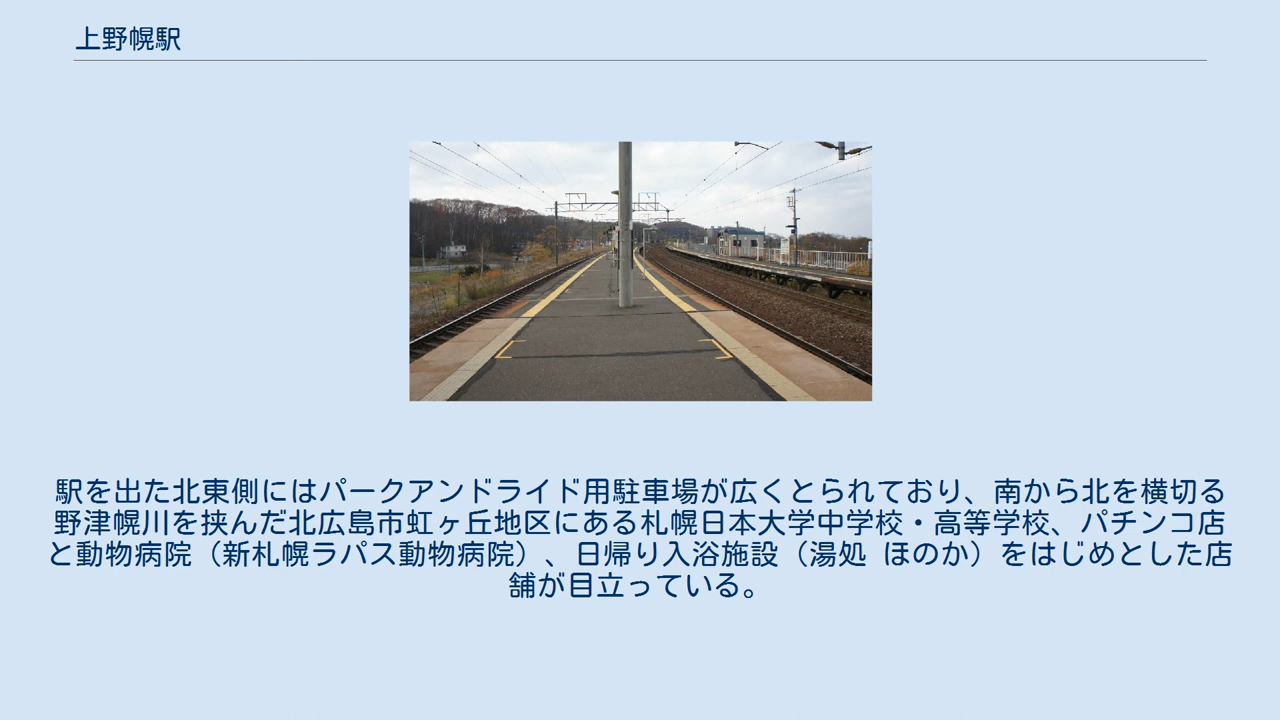 上野幌駅
駅を出た北東側にはパークアンドライド用駐車場が広くとられており、南から北を横切る
野津幌川を挟んだ北広島市虹ヶ丘地区にある札幌日本大学中学校・高等学校、パチンコ店
と動物病院（新札幌ラパス動物病院）、日帰り入浴施設（湯処 ほのか）をはじめとした店
舗が目立っている。